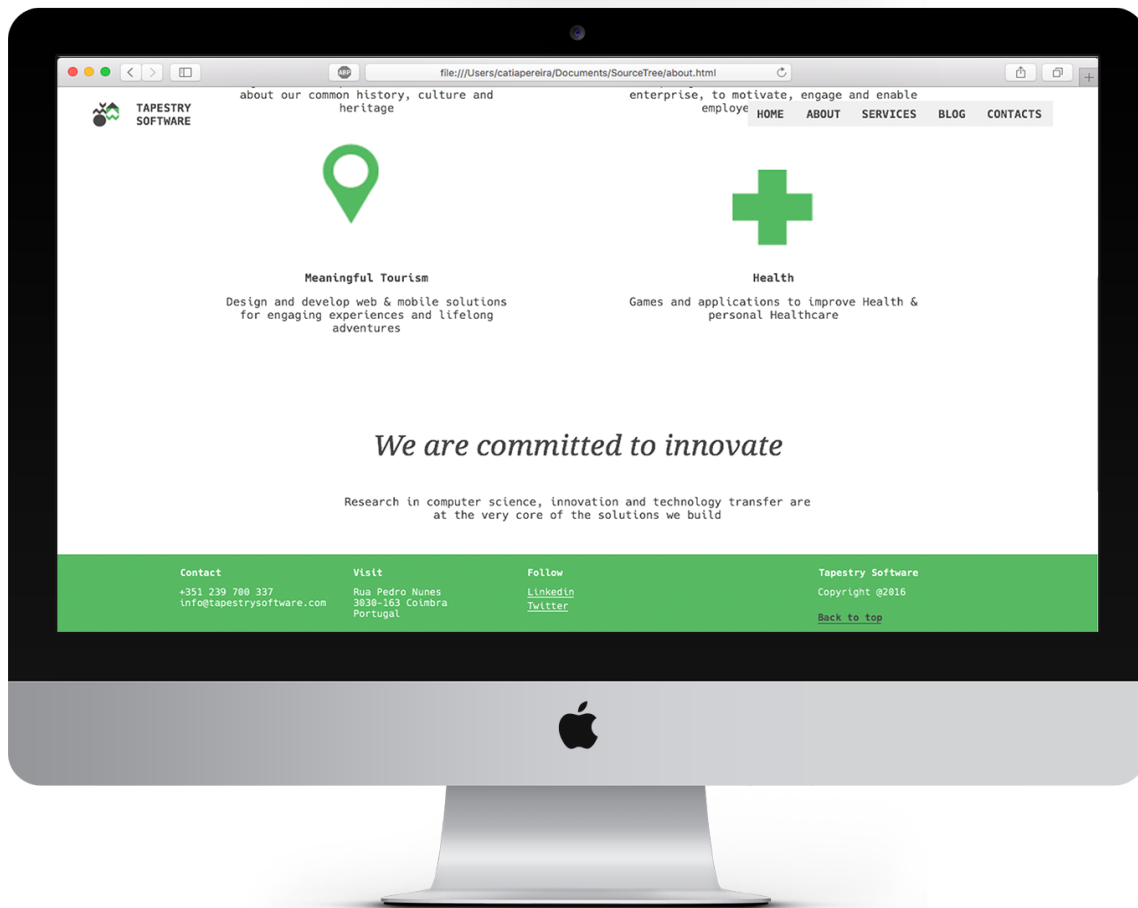 ABP
file:///Users/catiapereira/Documents/SourceTree/about.html
about our common history, culture and
heritage
enterprise, to motivate, engage and enable
employe
TAPESTRY
SOFTWARE
HOME ABOUT SERVICES BLOG CONTACTS
Meaningful Tourism
Design and develop web & mobile solutions
for engaging experiences and lifelong
adventures
Health
Games and applications to improve Health &
personal Healthcare
We are committed to innovate
Research in computer science, innovation and technology transfer are
at the very core of the solutions we build
Contact
+351 239 700 337
info@tapestrysoftware.com
Visit
Rua Pedro Nunes
3030-163 Coimbra
Portugal
Follow
Linkedin
Twitter
Tapestry Software
Copyright @2016
Back to top